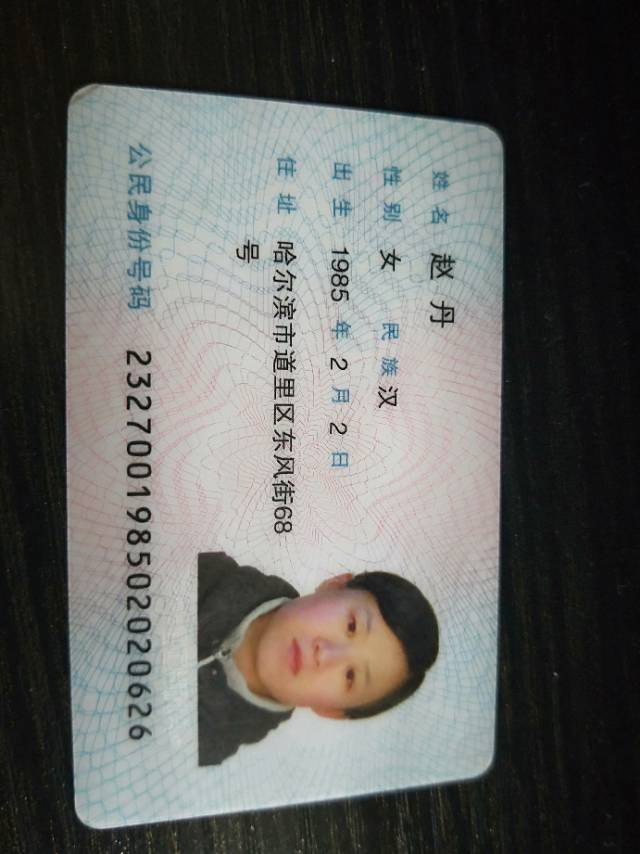 姓名 赵丹
性别 女 民族 汉
出生 1985 年 2 月 2 日
住址 哈尔滨市道里区东风街68
号
公民身份号码 232700198502020626